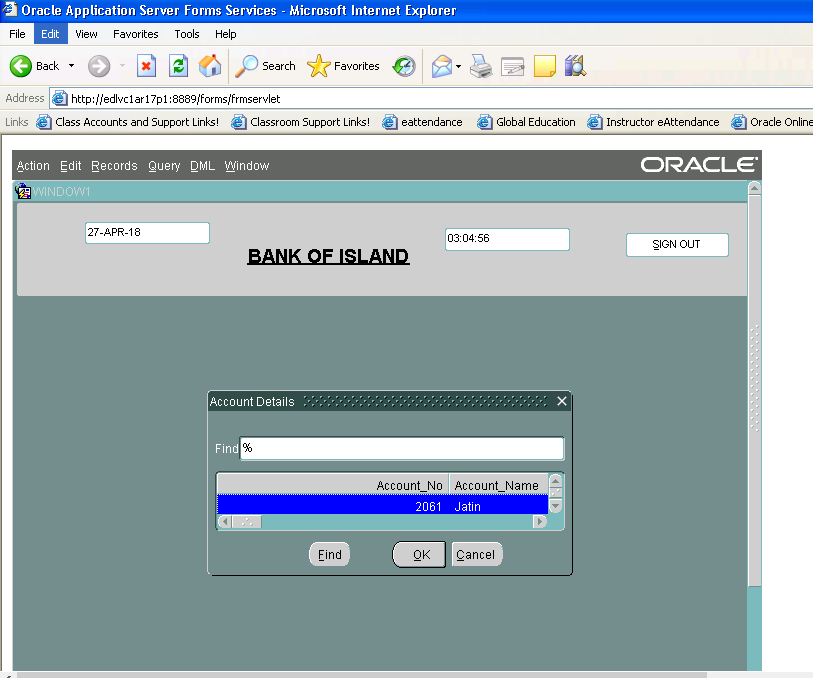 Oracle Application Server Forms Services - Microsoft Internet Explorer
File Edit View Favorites Tools Help
Back Search Favorites
Address http://edlvc1ar17p1:8889/forms/frmservlet
Links Class Accounts and Support Links! Classroom Support Links! eattendance Global Education Instructor eAttendance Oracle Online
Action Edit Records Query DML Window ORACLE
WINDOW1
27-APR-18 03:04:56
BANK OF ISLAND SIGN OUT
Account Details
Find %
Account_No Account_Name
2061 Jatin
Find OK Cancel